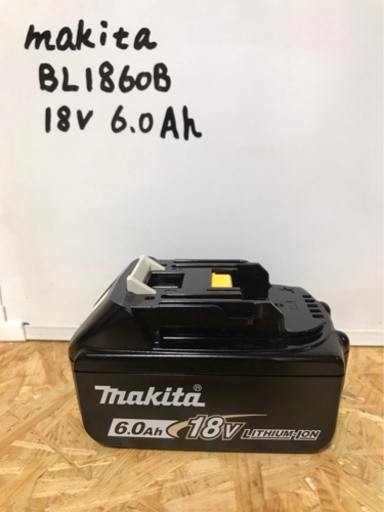 makita
BL1860B
18V 6.0Ah
makita®
6.0Ah 18V LITHIUM-ION